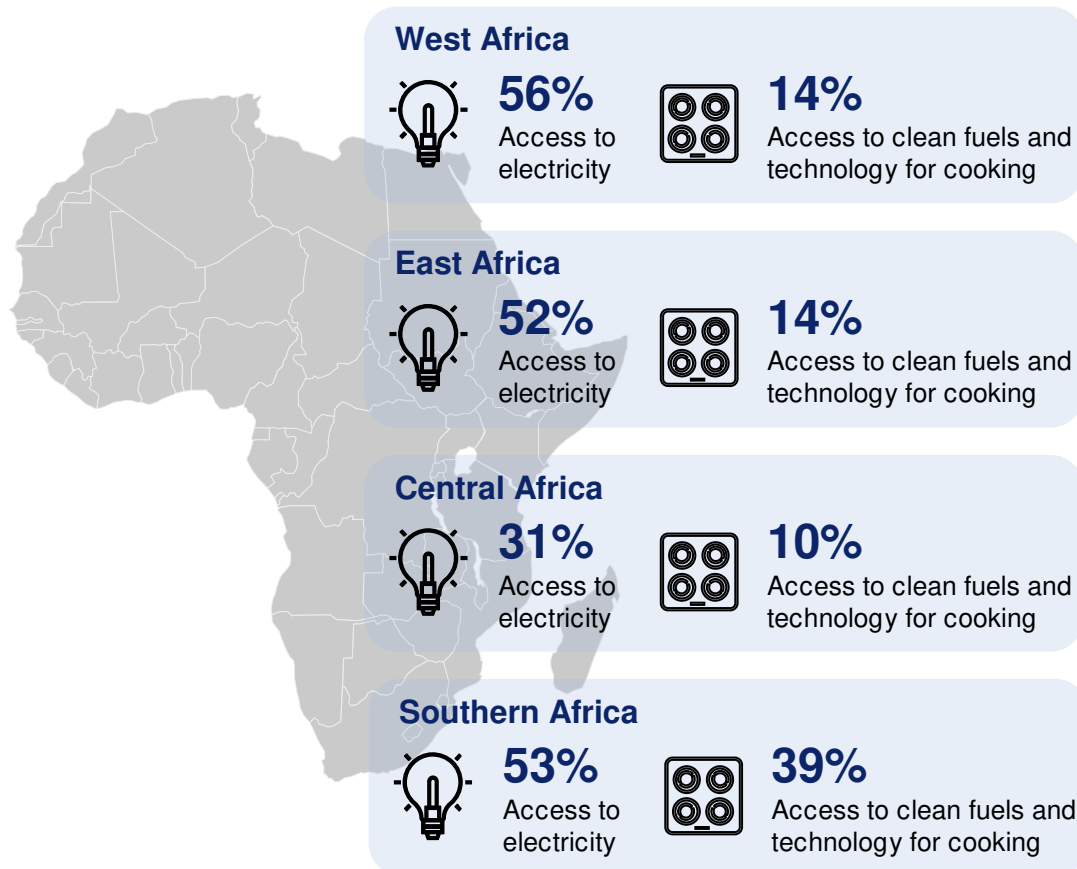 West Africa
56%
Access to
electricity
14%
Access to clean fuels and
technology for cooking
East Africa
52%
Access to
electricity
14%
Access to clean fuels and
technology for cooking
Central Africa
31%
Access to
electricity
10%
Access to clean fuels and
technology for cooking
Southern Africa
53%
Access to
electricity
39%
Access to clean fuels and
technology for cooking